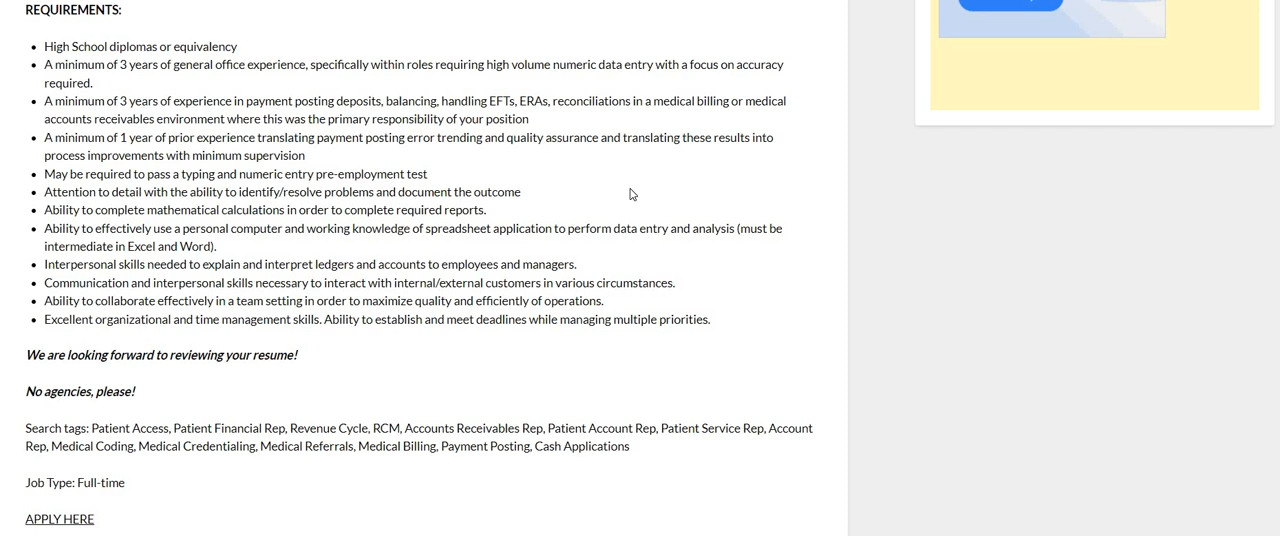 REQUIREMENTS:
• High School diplomas or equivalency
• A minimum of 3 years of general office experience, specifically within roles requiring high volume numeric data entry with a focus on accuracy
required.
• A minimum of 3 years of experience in payment posting deposits, balancing, handling EFTs, ERAs, reconciliations in a medical billing or medical
accounts receivables environment where this was the primary responsibility of your position
• A minimum of 1 year of prior experience translating payment posting error trending and quality assurance and translating these results into
process improvements with minimum supervision
• May be required to pass a typing and numeric entry pre-employment test
• Attention to detail with the ability to identify/resolve problems and document the outcome
• Ability to complete mathematical calculations in order to complete required reports.
• Ability to effectively use a personal computer and working knowledge of spreadsheet application to perform data entry and analysis (must be
intermediate in Excel and Word).
• Interpersonal skills needed to explain and interpret ledgers and accounts to employees and managers.
• Communication and interpersonal skills necessary to interact with internal/external customers in various circumstances.
• Ability to collaborate effectively in a team setting in order to maximize quality and efficiently of operations.
• Excellent organizational and time management skills. Ability to establish and meet deadlines while managing multiple priorities.
We are looking forward to reviewing your resume!
No agencies, please!
Search tags: Patient Access, Patient Financial Rep, Revenue Cycle, RCM, Accounts Receivables Rep, Patient Account Rep, Patient Service Rep, Account
Rep, Medical Coding, Medical Credentialing, Medical Referrals, Medical Billing, Payment Posting, Cash Applications
Job Type: Full-time
APPLY HERE